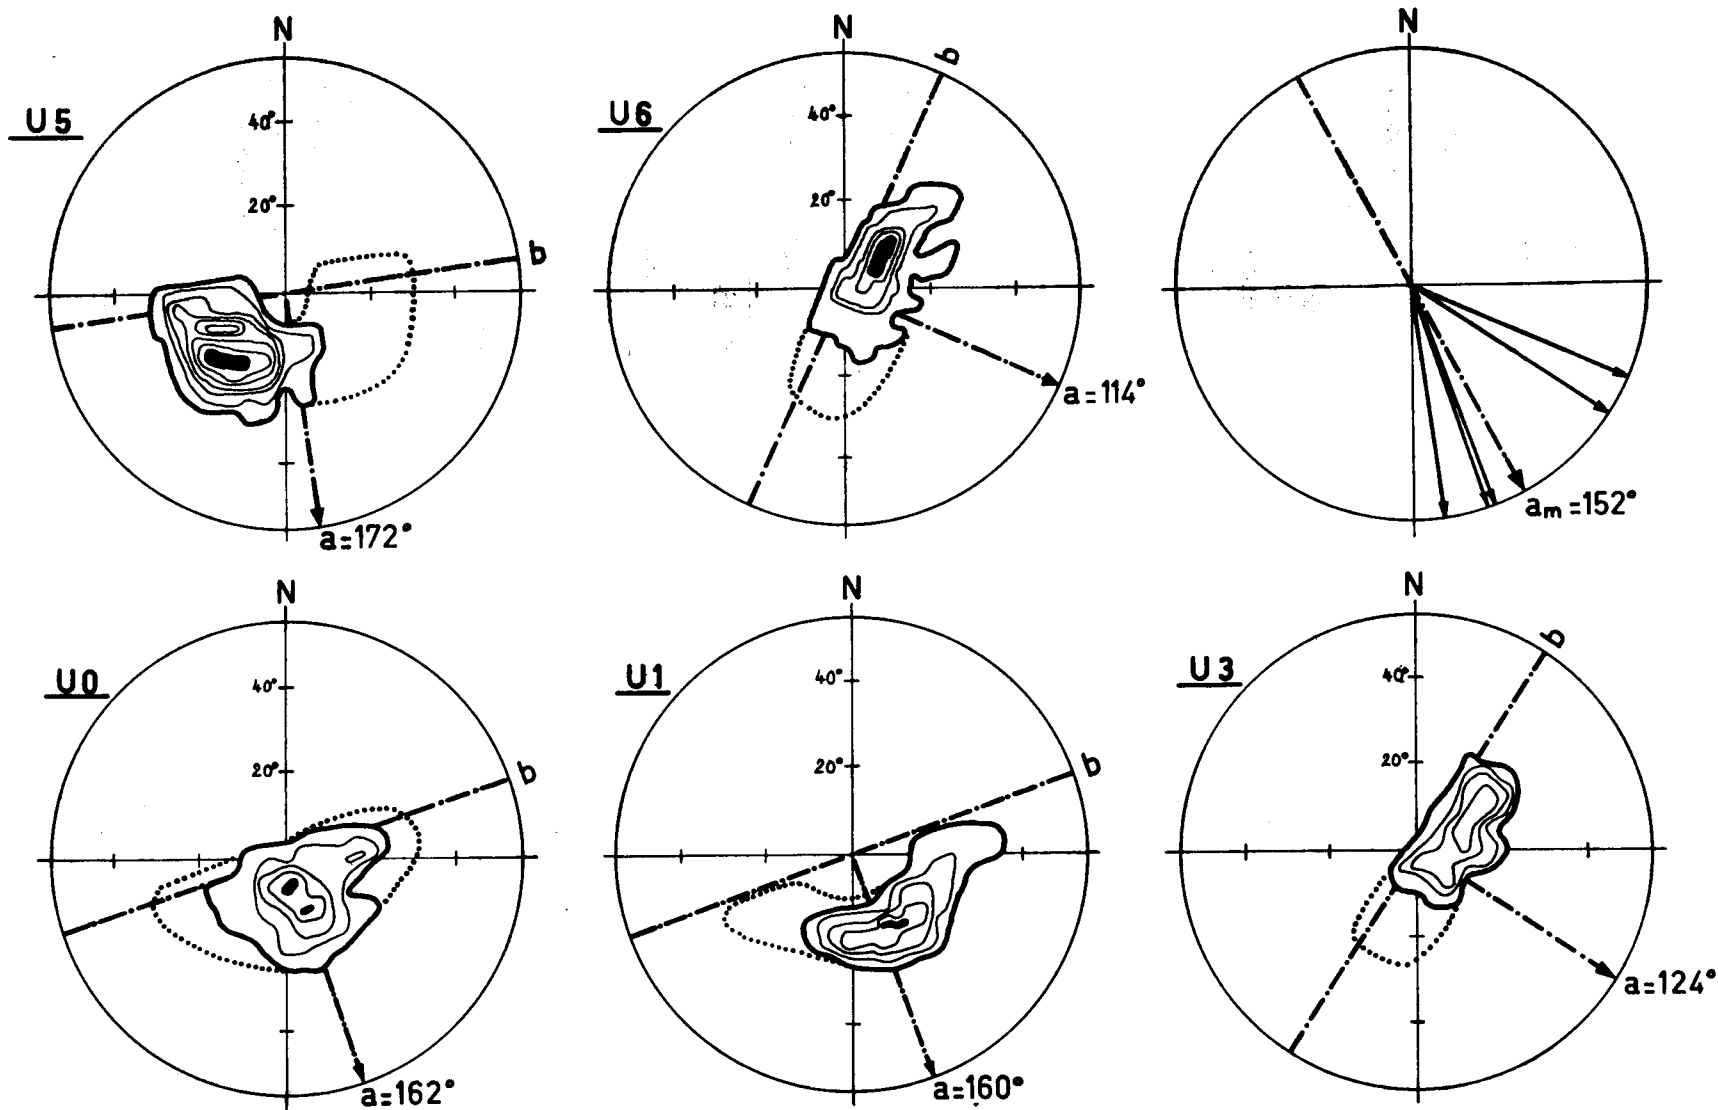 N N N
U5 40° 20° b
U6 40° 20° b
a=172° a=114° am=152°
N N N
U0 40° 20° b
U1 40° 20° b
U3 40° 20° b
a=162° a=160° a=124°